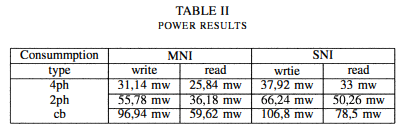 TABLE II
POWER RESULTS
Consummption MNI SNI
type write read wrtie read
4ph 31,14 mw 25,84 mw 37,92 mw 33 mw
2ph 55,78 mw 36,18 mw 66,24 mw 50,26 mw
cb 96,94 mw 59,62 mw 106,8 mw 78,5 mw